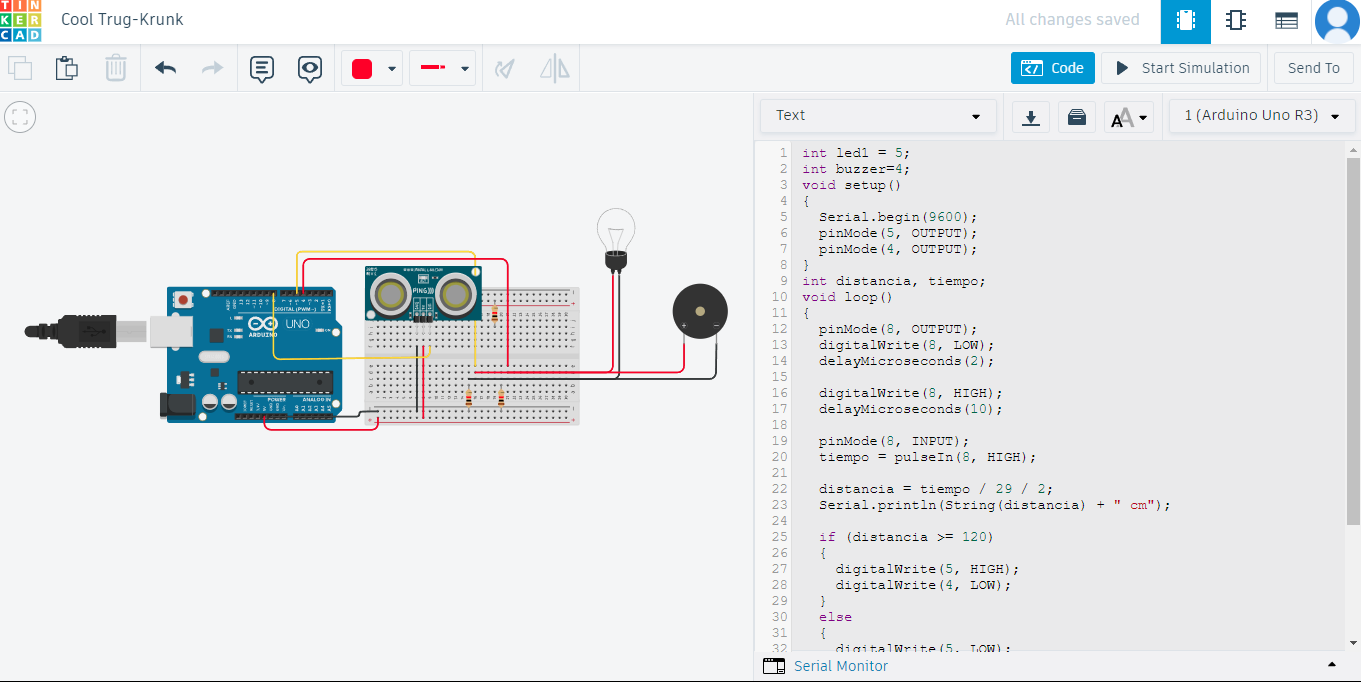 TIN
KER
CAD
Cool Trug-Krunk
All changes saved
Code
Start Simulation
Send To
Text
1 (Arduino Uno R3)
1 int led1 = 5;
2 int buzzer=4;
3 void setup()
4 {
5 Serial.begin(9600);
6 pinMode(5, OUTPUT);
7 pinMode(4, OUTPUT);
8 }
9 int distancia, tiempo;
10 void loop()
11 {
12 pinMode(8, OUTPUT);
13 digitalWrite(8, LOW);
14 delayMicroseconds(2);
15
16 digitalWrite(8, HIGH);
17 delayMicroseconds(10);
18
19 pinMode(8, INPUT);
20 tiempo = pulseIn(8, HIGH);
21
22 distancia = tiempo / 29 / 2;
23 Serial.println(String(distancia) + " cm");
24
25 if (distancia >= 120)
26 {
27 digitalWrite(5, HIGH);
28 digitalWrite(4, LOW);
29 }
30 else
31 {
32 digitalWrite(5, LOW);
Serial Monitor
PING)))
DIGITAL (PWM~)
UNO
ARDUINO
POWER
ANALOG IN